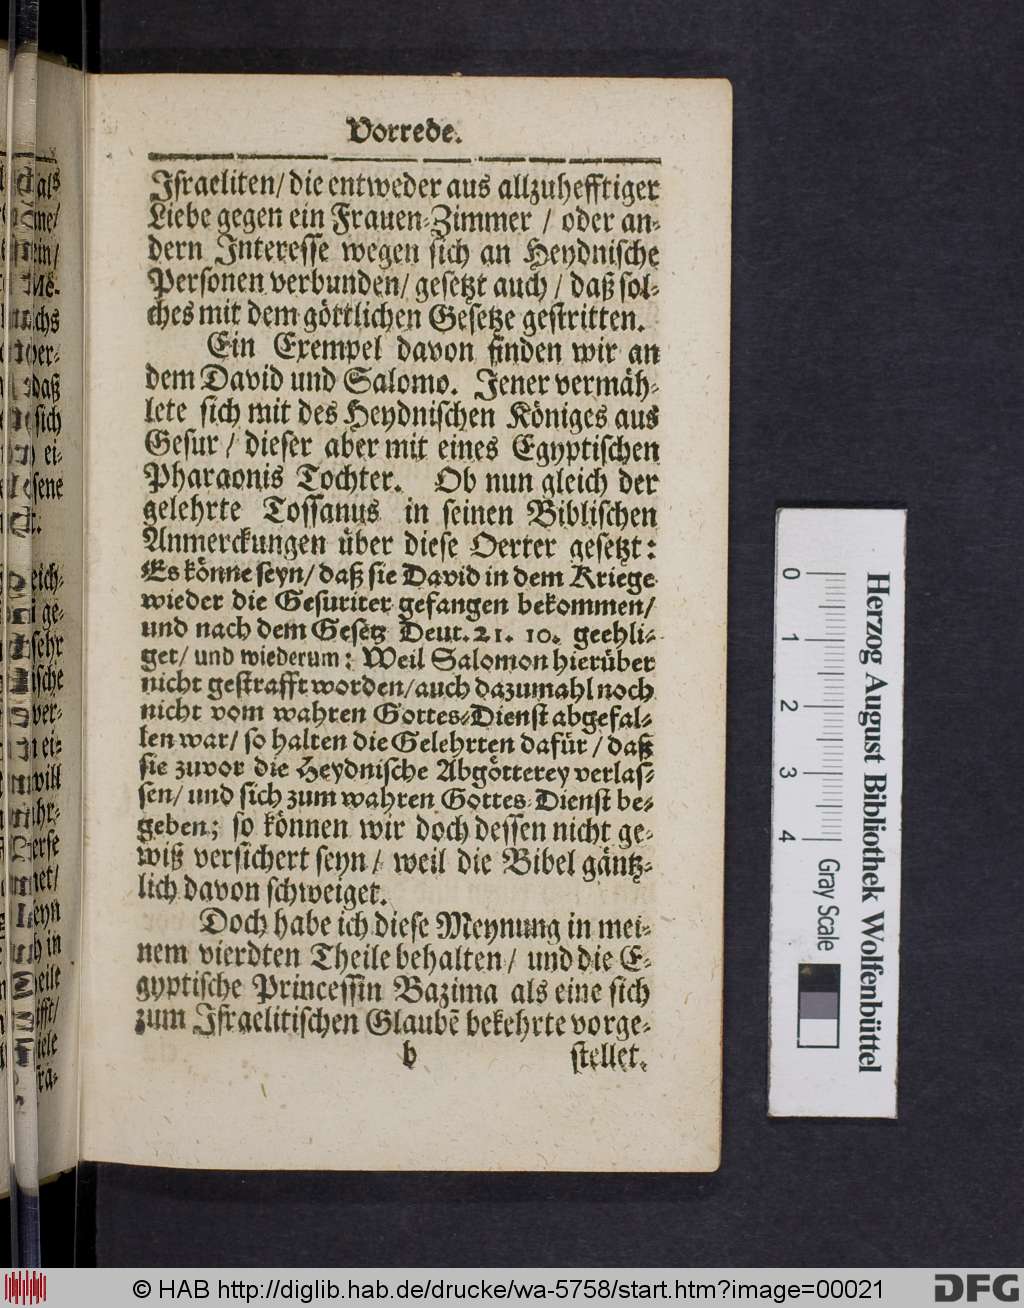 Vorrede.
Israeliten/ die entweder aus allzuhefftiger
Liebe gegen ein Frauen-Zimmer / oder an-
dern Interesse wegen sich an Heydnische
Personen verbunden/ gesetzt auch / daß sol-
ches mit dem göttlichen Gesetze gestritten.
Ein Exempel davon finden wir an
dem David und Salomo. Jener vermäh-
lete sich mit des Heydnischen Königes aus
Gesur / dieser aber mit eines Egyptischen
Pharaonis Tochter. Ob nun gleich der
gelehrte Tossanus in seinen Biblischen
Anmerckungen über diese Oerter gesetzt:
Es könne seyn/ daß sie David in dem Kriege
wieder die Gesuriter gefangen bekommen/
und nach dem Gesetz Deut. 21. 10. geehli-
get/ und wiederum: Weil Salomon hierüber
nicht gestrafft worden/auch dazumahl noch
nicht vom wahren Gottes-Dienst abgefal-
len war/ so halten die Gelehrten dafür / daß
sie zuvor die Heydnische Abgötterey verlas-
sen/ und sich zum wahren Gottes-Dienst be-
geben; so können wir doch dessen nicht ge-
wiß versichert seyn/ weil die Bibel gäntz-
lich davon schweiget.
Doch habe ich diese Meynung in mei-
nem vierdten Theile behalten/ und die E-
gyptische Princessin Bazima als eine sich
zum Israelitischen Glaubē bekehrte vorge-
b stellet.
0 1 2 3 4
Gray Scale
Herzog August Bibliothek Wolfenbüttel
© HAB http://diglib.hab.de/drucke/wa-5758/start.htm?image=00021
DFG